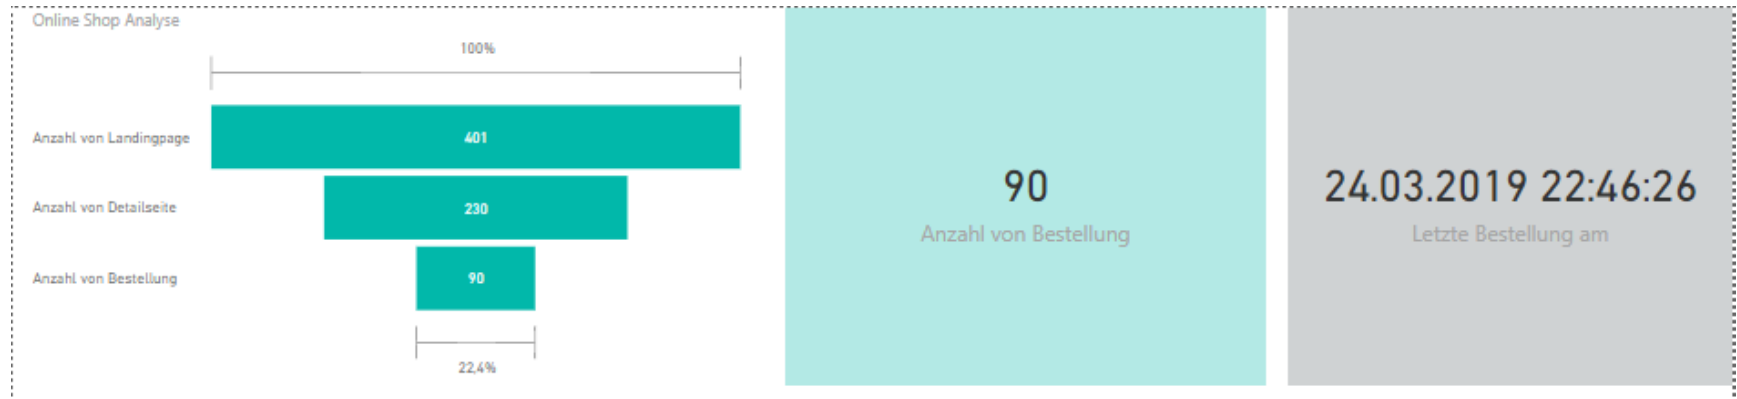 Online Shop Analyse
100%
Anzahl von Landingpage
401
Anzahl von Detailseite
230
Anzahl von Bestellung
90
22,4%
90
Anzahl von Bestellung
24.03.2019 22:46:26
Letzte Bestellung am